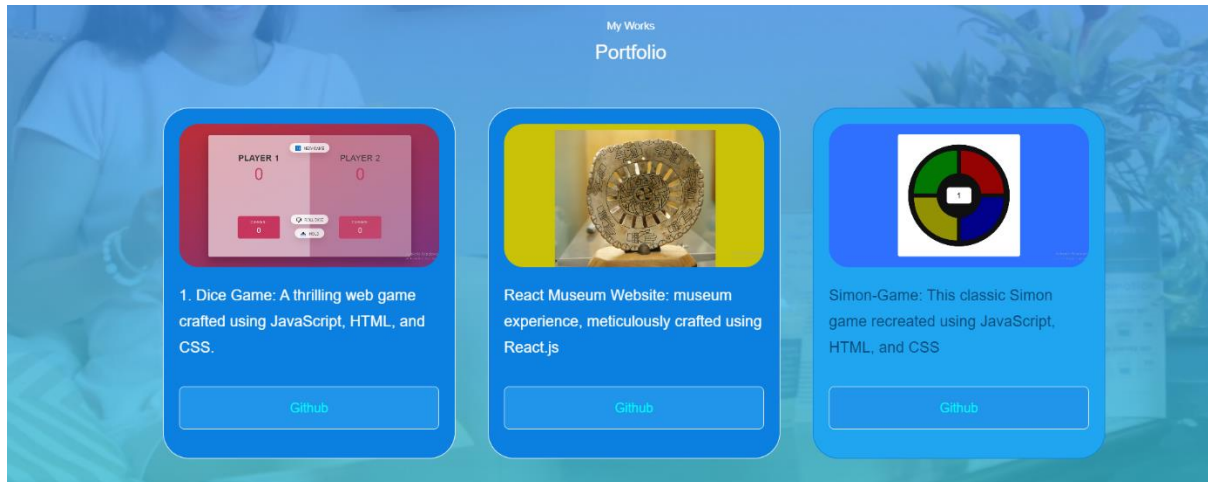 My Works
Portfolio
PLAYER 1
PLAYER 2
0
0
0
0
HOLD
1
1. Dice Game: A thrilling web game
crafted using JavaScript, HTML, and
CSS.
Github
React Museum Website: museum
experience, meticulously crafted using
React.js
Github
Simon-Game: This classic Simon
game recreated using JavaScript,
HTML, and CSS
Github